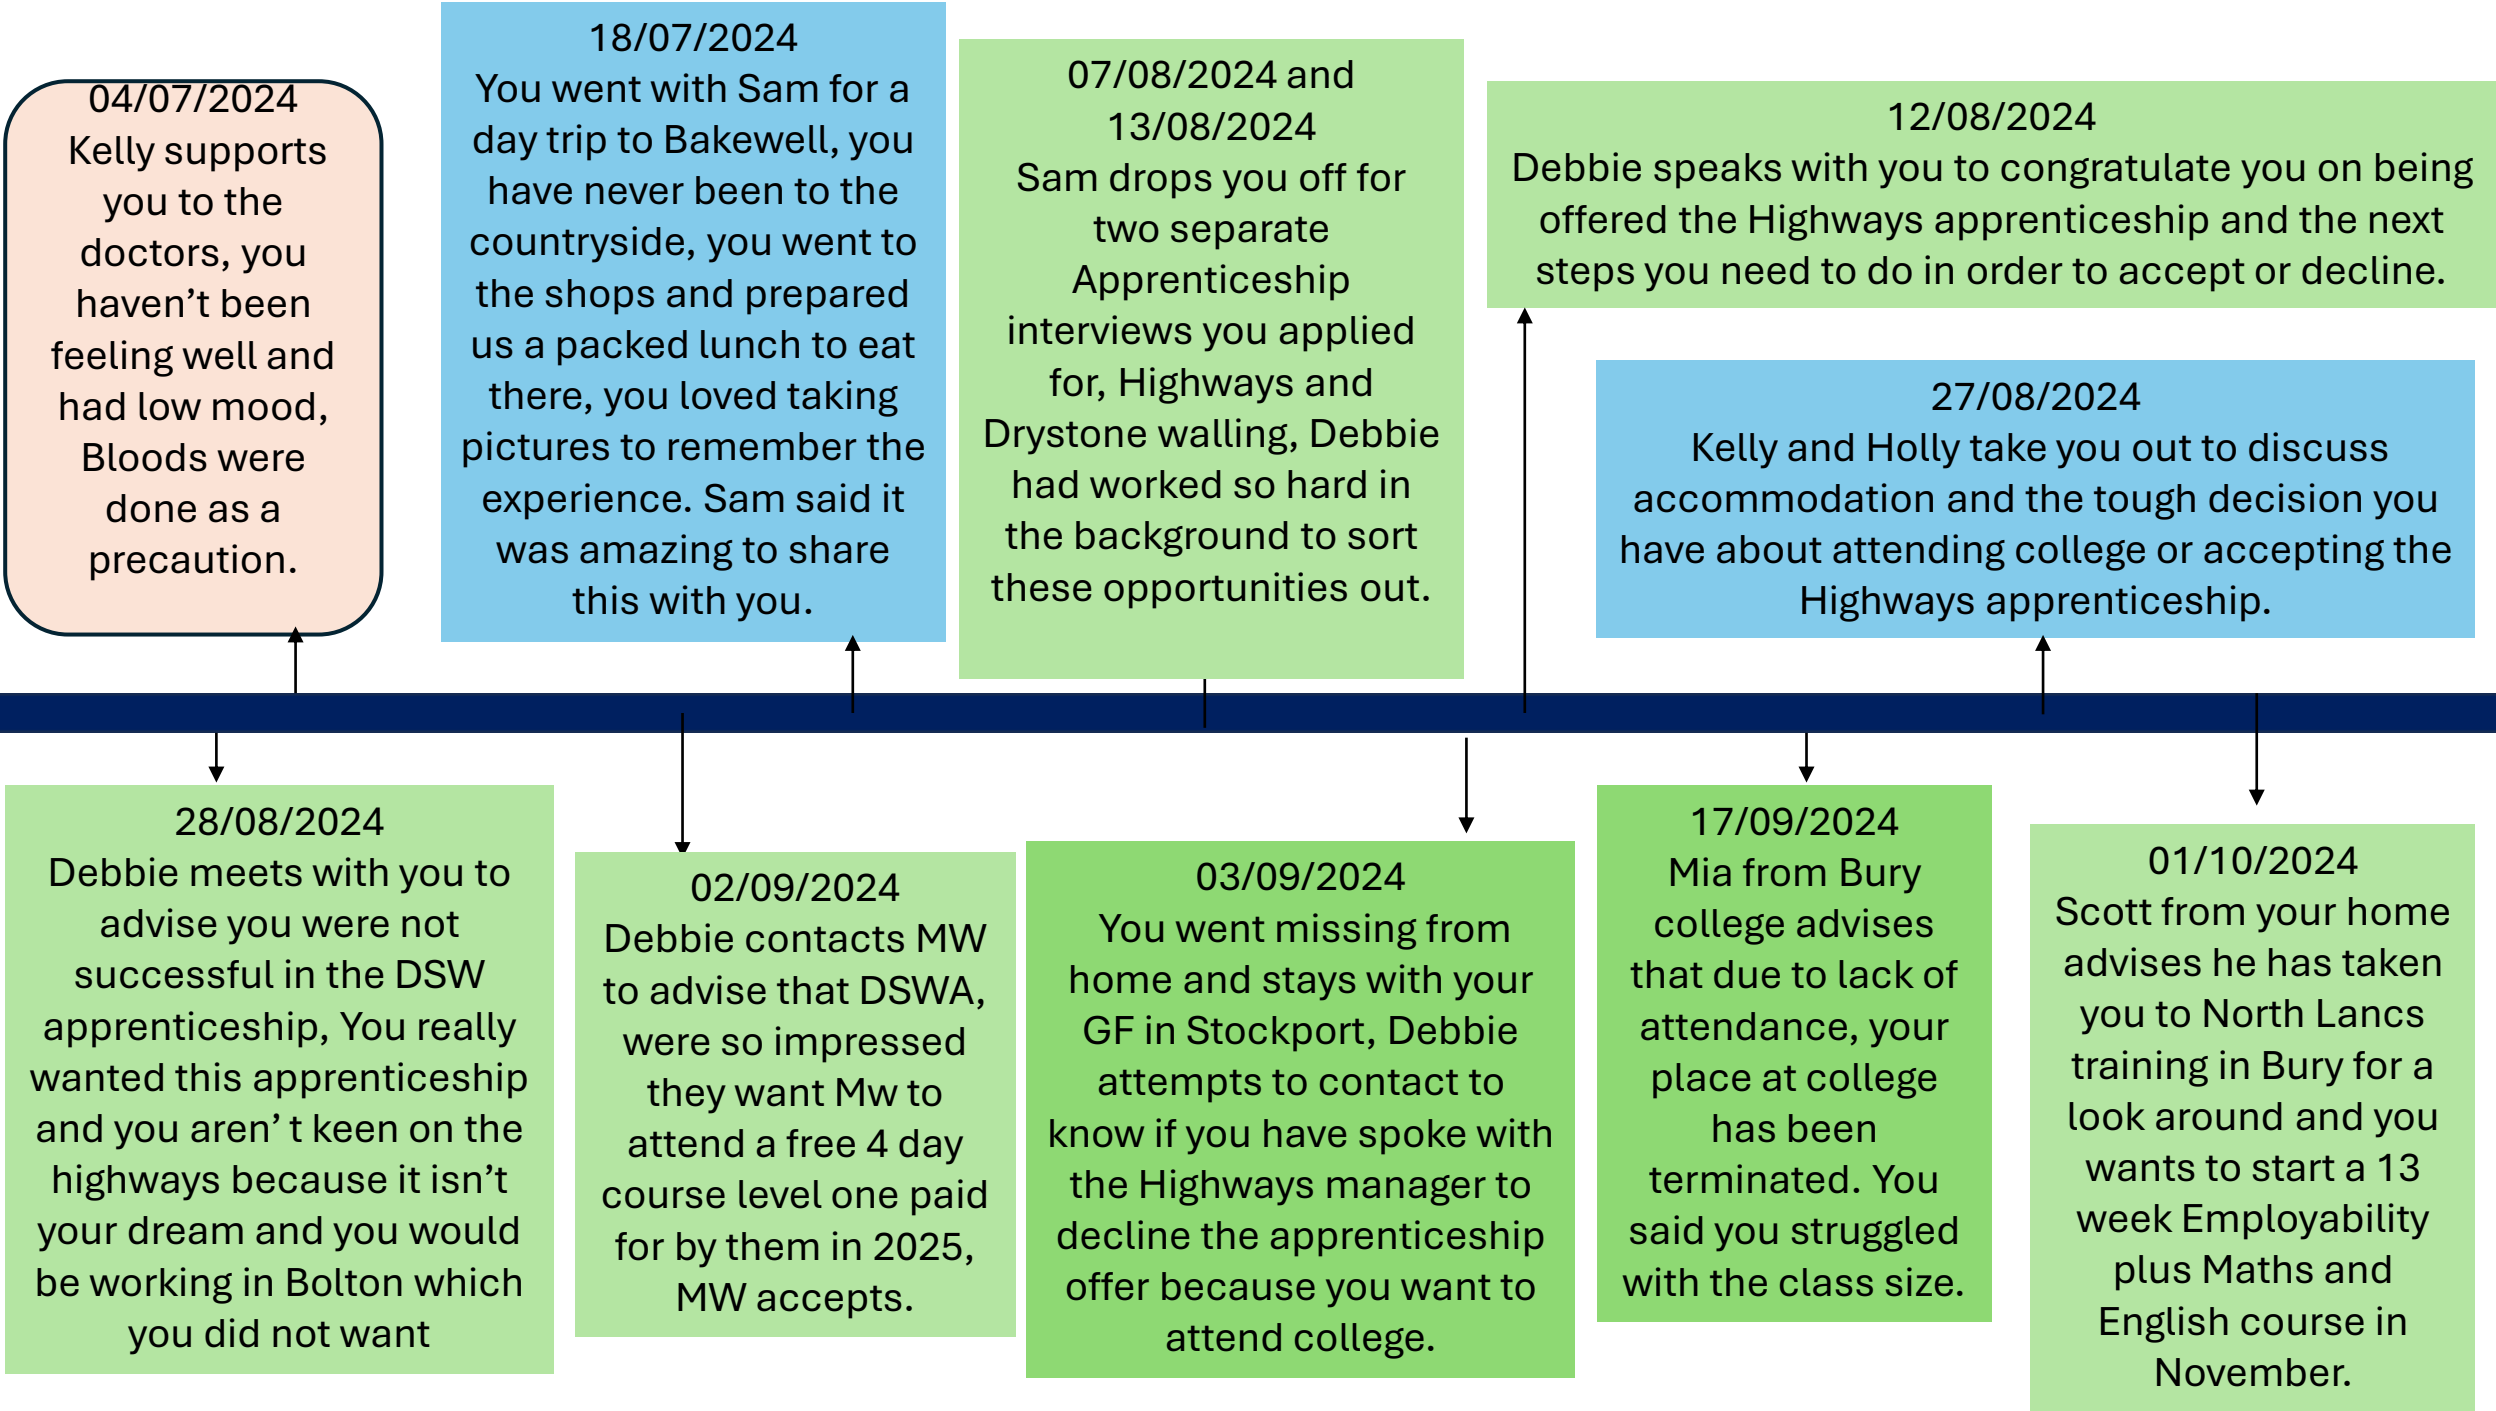 04/07/2024
Kelly supports
you to the
doctors, you
haven't been
feeling well and
had low mood,
Bloods were
done as a
precaution.
18/07/2024
You went with Sam for a
day trip to Bakewell, you
have never been to the
countryside, you went to
the shops and prepared
us a packed lunch to eat
there, you loved taking
pictures to remember the
experience. Sam said it
was amazing to share
this with you.
07/08/2024 and
13/08/2024
Sam drops you off for
two separate
Apprenticeship
interviews you applied
for, Highways and
Drystone walling, Debbie
had worked so hard in
the background to sort
these opportunities out.
12/08/2024
Debbie speaks with you to congratulate you on being
offered the Highways apprenticeship and the next
steps you need to do in order to accept or decline.
27/08/2024
Kelly and Holly take you out to discuss
accommodation and the tough decision you
have about attending college or accepting the
Highways apprenticeship.
28/08/2024
Debbie meets with you to
advise you were not
successful in the DSW
apprenticeship, You really
wanted this apprenticeship
and you aren' t keen on the
highways because it isn't
your dream and you would
be working in Bolton which
you did not want
02/09/2024
Debbie contacts MW
to advise that DSWA,
were so impressed
they want Mw to
attend a free 4 day
course level one paid
for by them in 2025,
MW accepts.
03/09/2024
You went missing from
home and stays with your
GF in Stockport, Debbie
attempts to contact to
know if you have spoke with
the Highways manager to
decline the apprenticeship
offer because you want to
attend college.
17/09/2024
Mia from Bury
college advises
that due to lack of
attendance, your
place at college
has been
terminated. You
said you struggled
with the class size.
01/10/2024
Scott from your home
advises he has taken
you to North Lancs
training in Bury for a
look around and you
wants to start a 13
week Employability
plus Maths and
English course in
November.